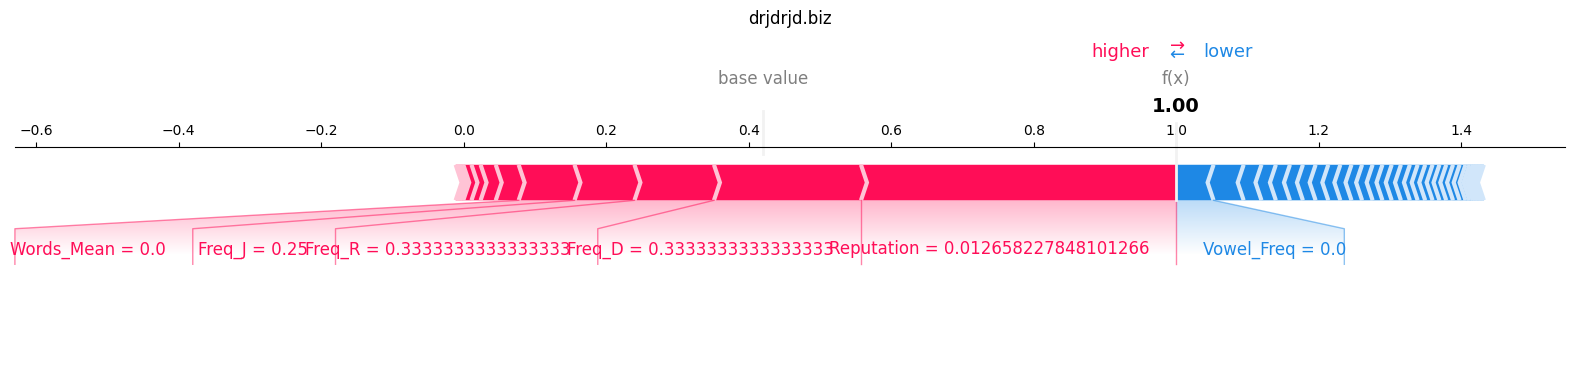 drjdrjd.biz
higher ⇄ lower
base value f(x)
1.00
−0.6 −0.4 −0.2 0.0 0.2 0.4 0.6 0.8 1.0 1.2 1.4
Words_Mean = 0.0 Freq_J = 0.25 Freq_R = 0.3333333333333333 Freq_D = 0.3333333333333333 Reputation = 0.012658227848101266 Vowel_Freq = 0.0